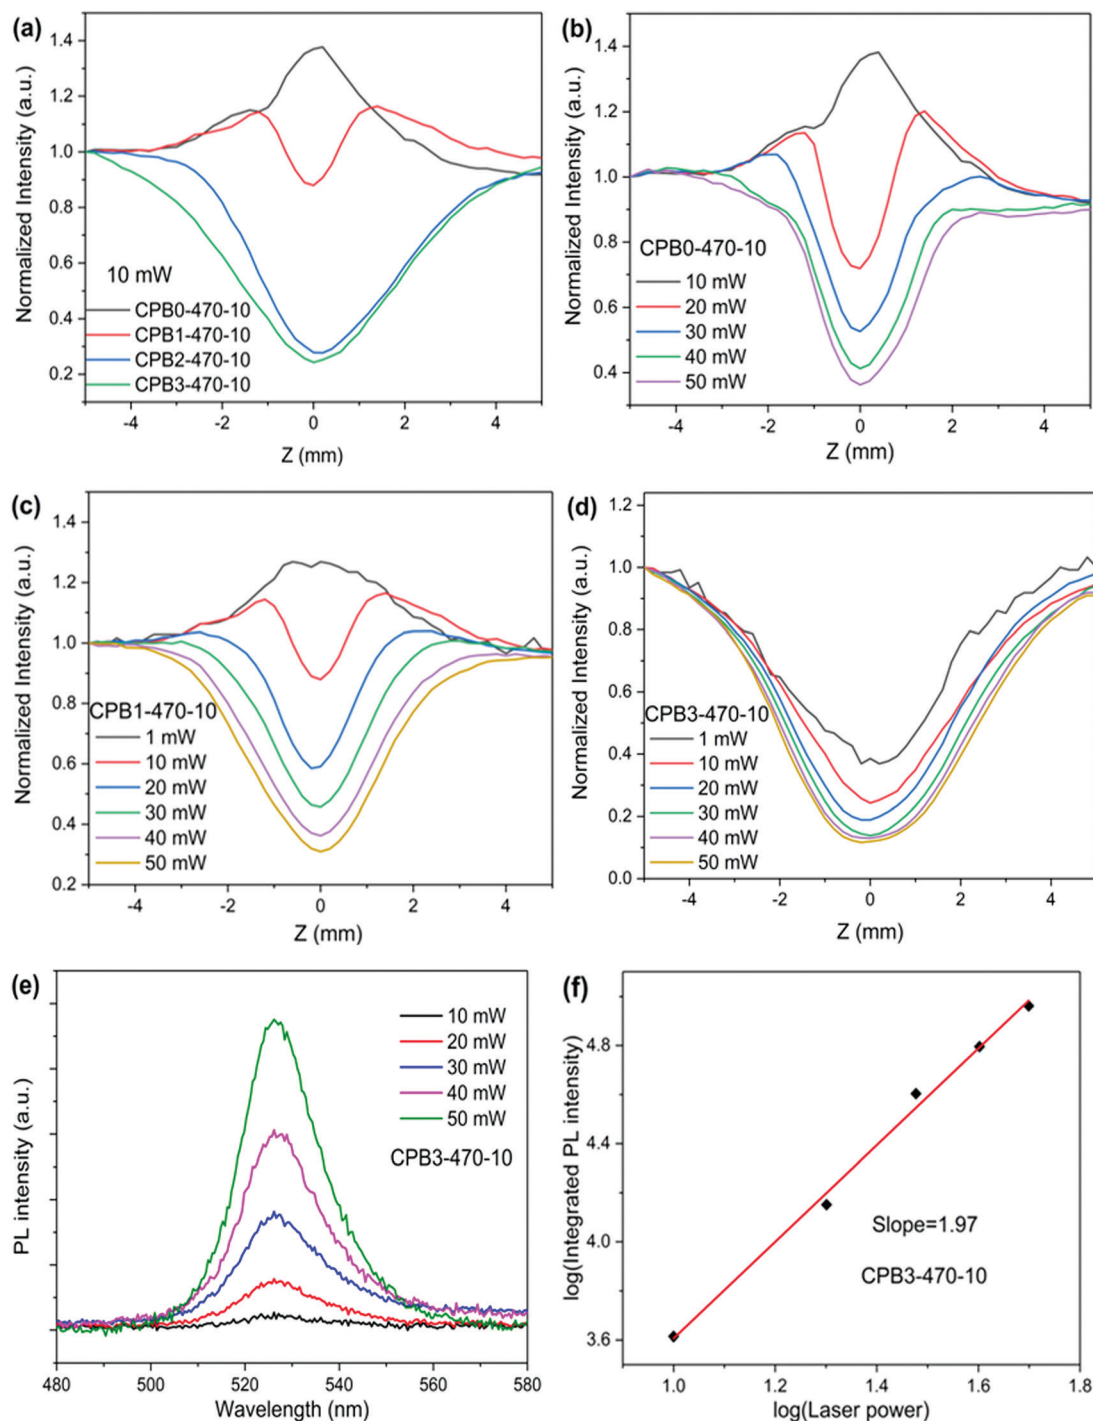 (a)
Normalized Intensity (a.u.)
1.4
1.2
1.0
0.8
0.6
0.4
0.2
10 mW
CPB0-470-10
CPB1-470-10
CPB2-470-10
CPB3-470-10
-4
-2
0
2
4
Z (mm)
(b)
Normalized Intensity (a.u.)
1.4
1.2
1.0
0.8
0.6
0.4
CPB0-470-10
10 mW
20 mW
30 mW
40 mW
50 mW
-4
-2
0
2
4
Z (mm)
(c)
Normalized Intensity (a.u.)
1.4
1.2
1.0
0.8
0.6
0.4
0.2
CPB1-470-10
1 mW
10 mW
20 mW
30 mW
40 mW
50 mW
-4
-2
0
2
4
Z (mm)
(d)
Normalized Intensity (a.u.)
1.2
1.0
0.8
0.6
0.4
0.2
0.0
CPB3-470-10
1 mW
10 mW
20 mW
30 mW
40 mW
50 mW
-4
-2
0
2
4
Z (mm)
(e)
PL intensity (a.u.)
10 mW
20 mW
30 mW
40 mW
50 mW
CPB3-470-10
480
500
520
540
560
580
Wavelength (nm)
(f)
log(Integrated PL intensity)
4.8
4.4
4.0
3.6
Slope=1.97
CPB3-470-10
1.0
1.2
1.4
1.6
1.8
log(Laser power)